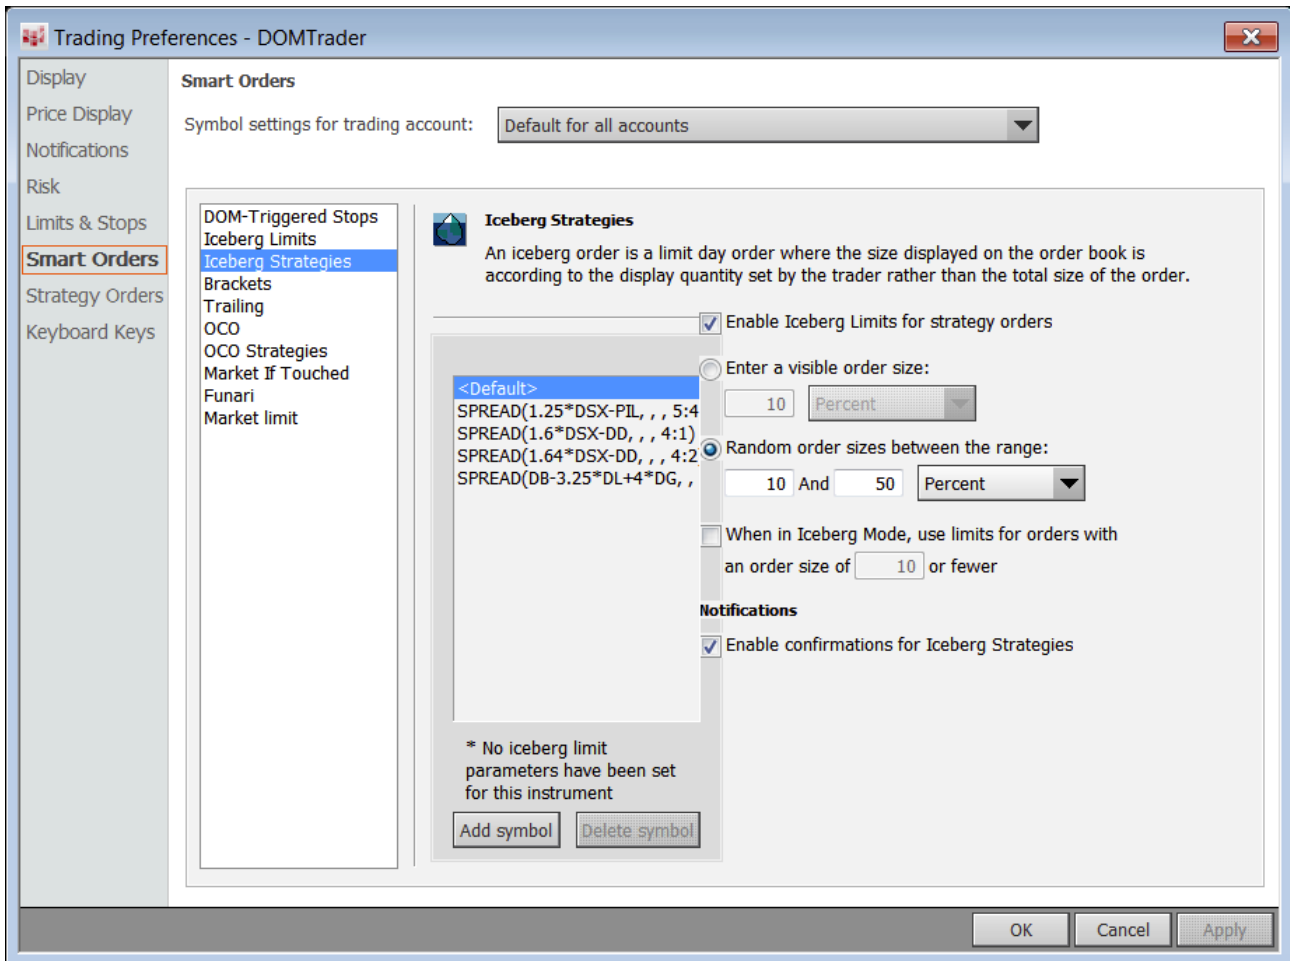 Trading Preferences - DOMTrader
Display
Price Display
Notifications
Risk
Limits & Stops
Smart Orders
Strategy Orders
Keyboard Keys
Smart Orders
Symbol settings for trading account:
Default for all accounts
DOM-Triggered Stops
Iceberg Limits
Iceberg Strategies
Brackets
Trailing
OCO
OCO Strategies
Market If Touched
Funari
Market limit
Iceberg Strategies
An iceberg order is a limit day order where the size displayed on the order book is
according to the display quantity set by the trader rather than the total size of the order.
<Default>
SPREAD(1.25*DSX-PIL, , , 5:4
SPREAD(1.6*DSX-DD, , , 4:1)
SPREAD(1.64*DSX-DD, , , 4:2
SPREAD(DB-3.25*DL+4*DG, ,
* No iceberg limit
parameters have been set
for this instrument
Add symbol
Delete symbol
Enable Iceberg Limits for strategy orders
Enter a visible order size:
10 Percent
Random order sizes between the range:
10 And 50 Percent
When in Iceberg Mode, use limits for orders with
an order size of 10 or fewer
Notifications
Enable confirmations for Iceberg Strategies
OK
Cancel
Apply